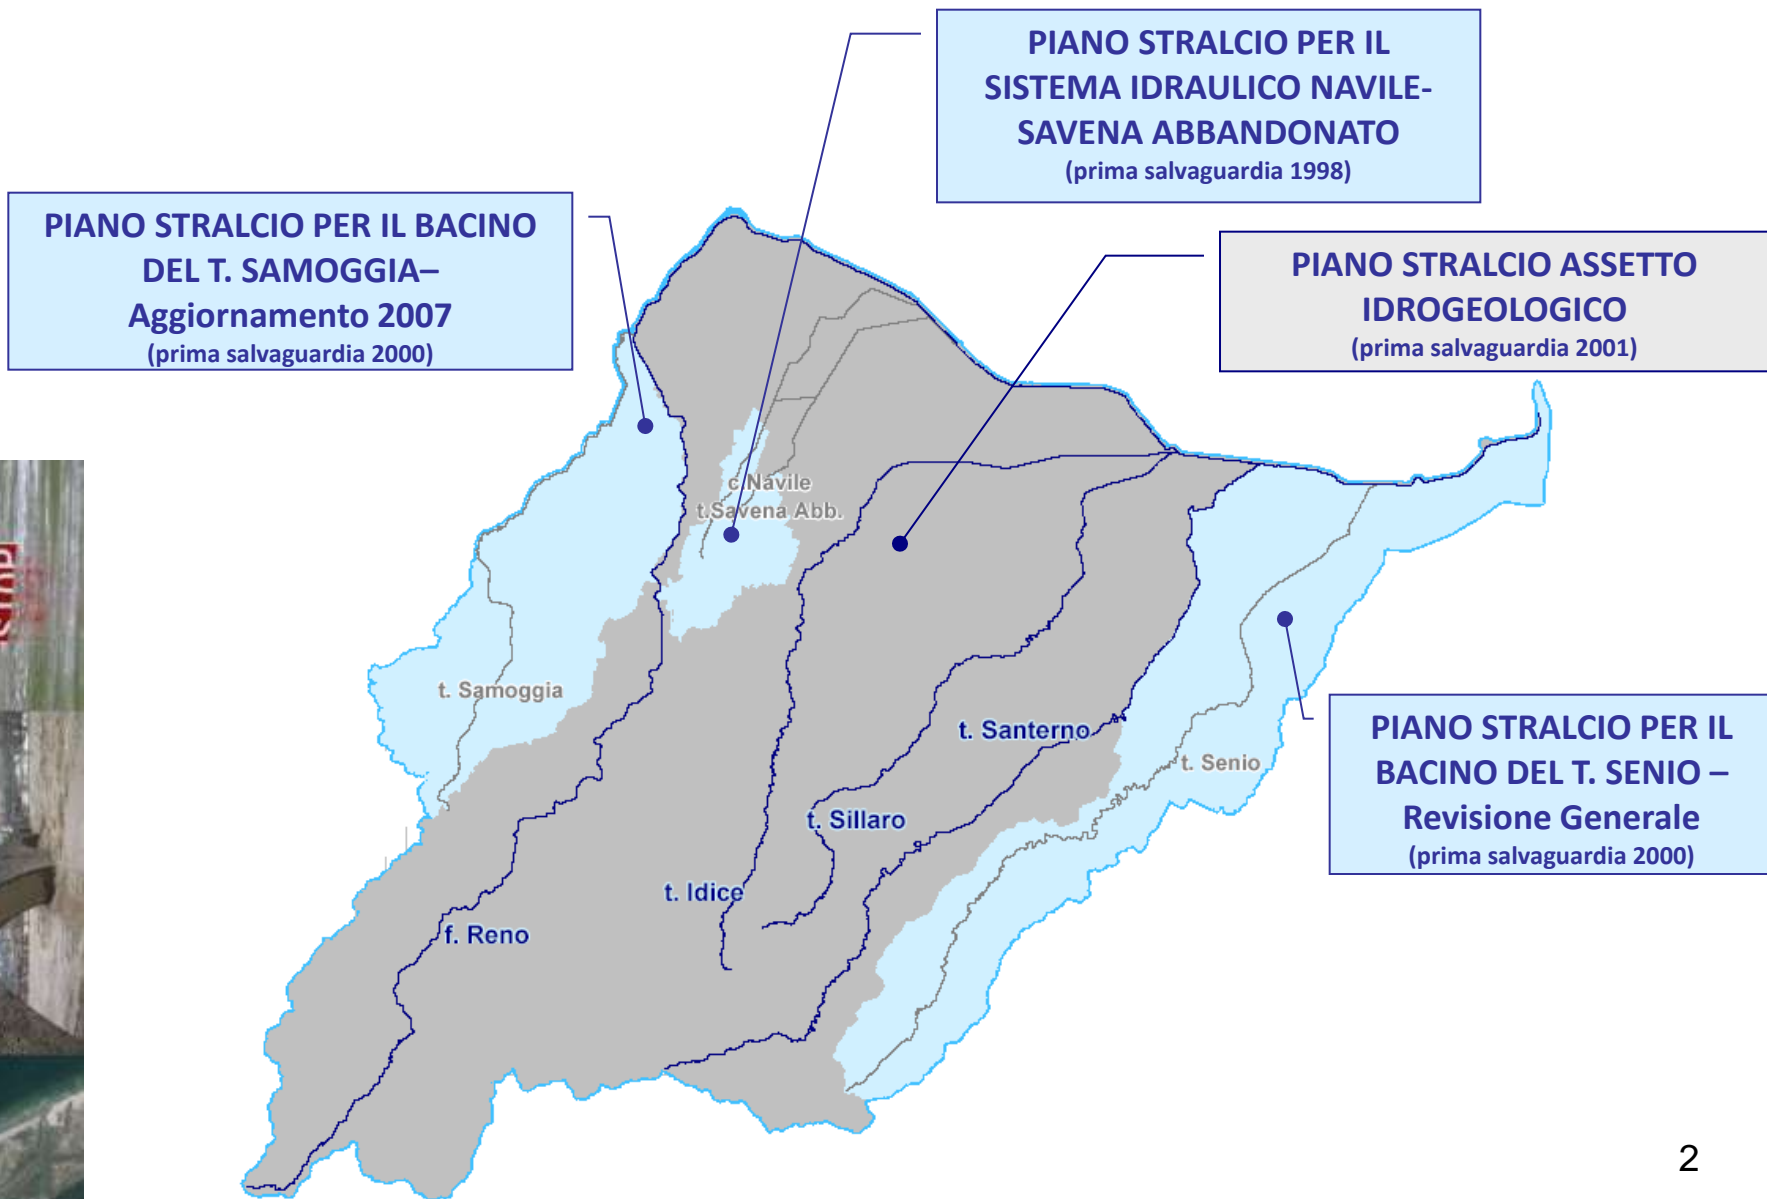 PIANO STRALCIO PER IL
SISTEMA IDRAULICO NAVILE-
SAVENA ABBANDONATO
(prima salvaguardia 1998)
PIANO STRALCIO PER IL BACINO
DEL T. SAMOGGIA–
Aggiornamento 2007
(prima salvaguardia 2000)
PIANO STRALCIO ASSETTO
IDROGEOLOGICO
(prima salvaguardia 2001)
c.Navile
t.Savena Abb.
t. Samoggia
t. Santerno
t. Senio
PIANO STRALCIO PER IL
BACINO DEL T. SENIO –
Revisione Generale
(prima salvaguardia 2000)
t. Sillaro
t. Idice
f. Reno
2